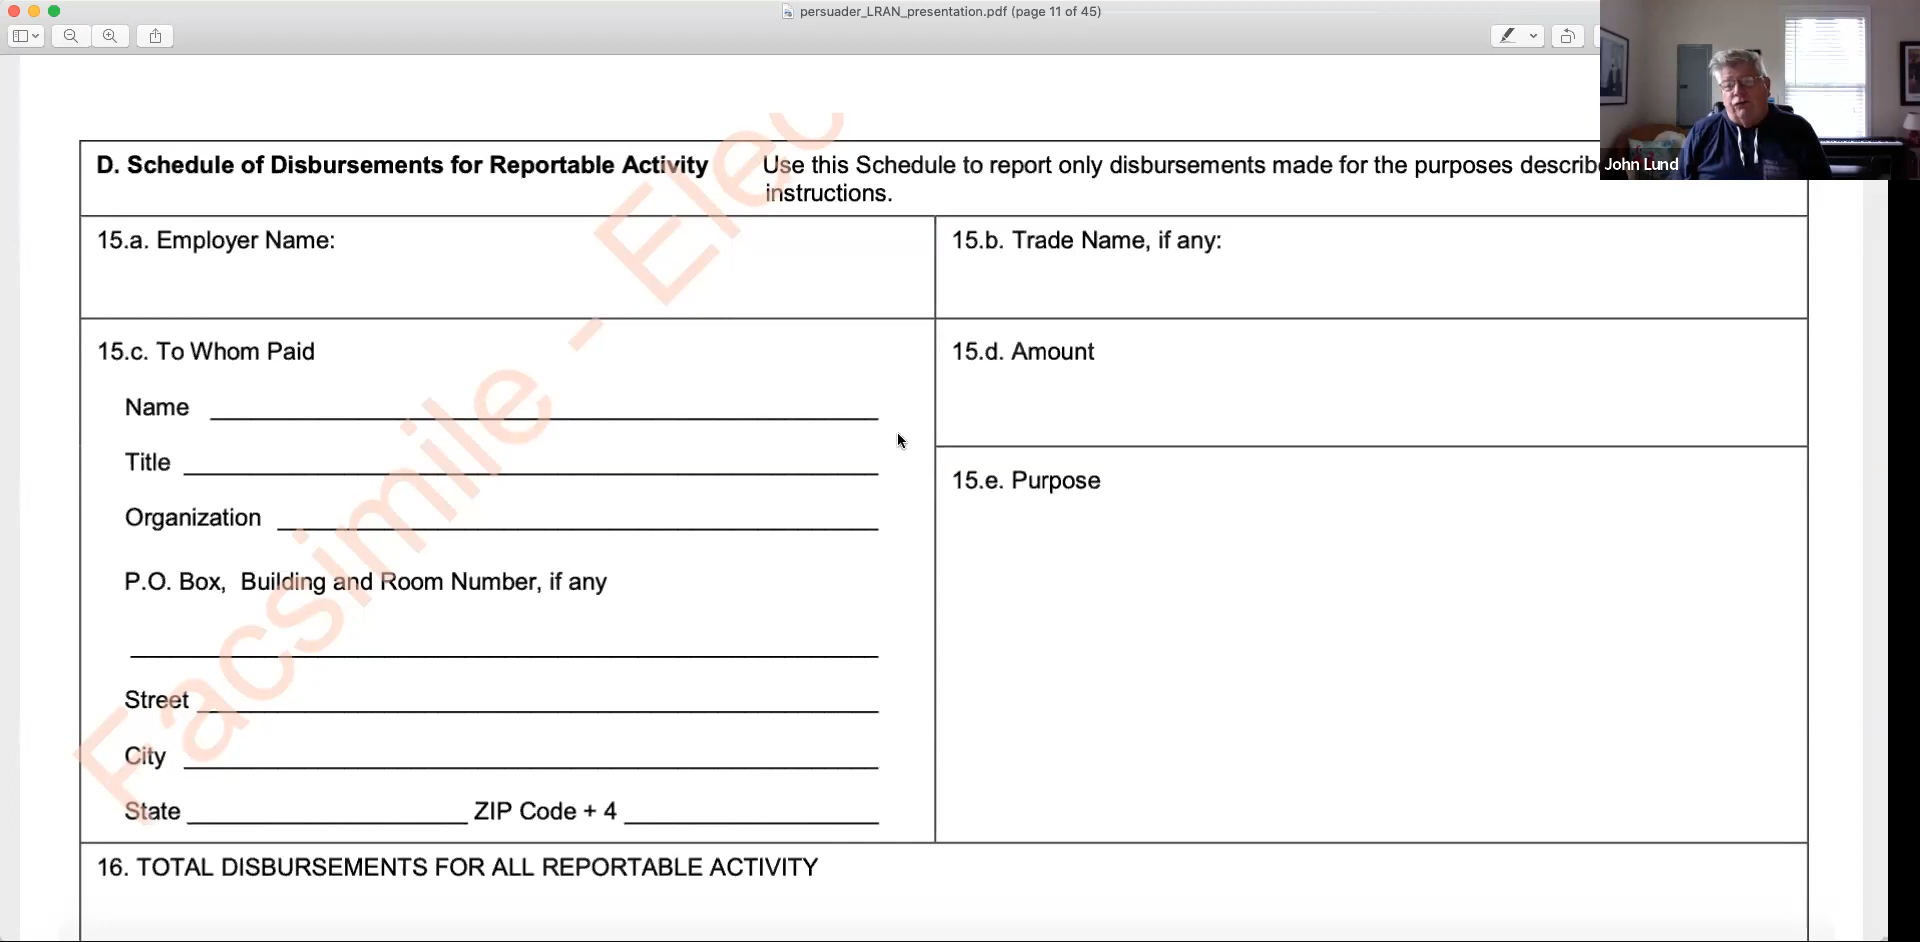 persuader_LRAN_presentation.pdf (page 11 of 45)
John Lund
D. Schedule of Disbursements for Reportable Activity
Use this Schedule to report only disbursements made for the purposes
instructions.
15.a. Employer Name:
15.b. Trade Name, if any:
15.c. To Whom Paid
15.d. Amount
Name
Title
15.e. Purpose
Organization
P.O. Box, Building and Room Number, if any
Street
City
State ZIP Code + 4
16. TOTAL DISBURSEMENTS FOR ALL REPORTABLE ACTIVITY
Facsimile - Elec